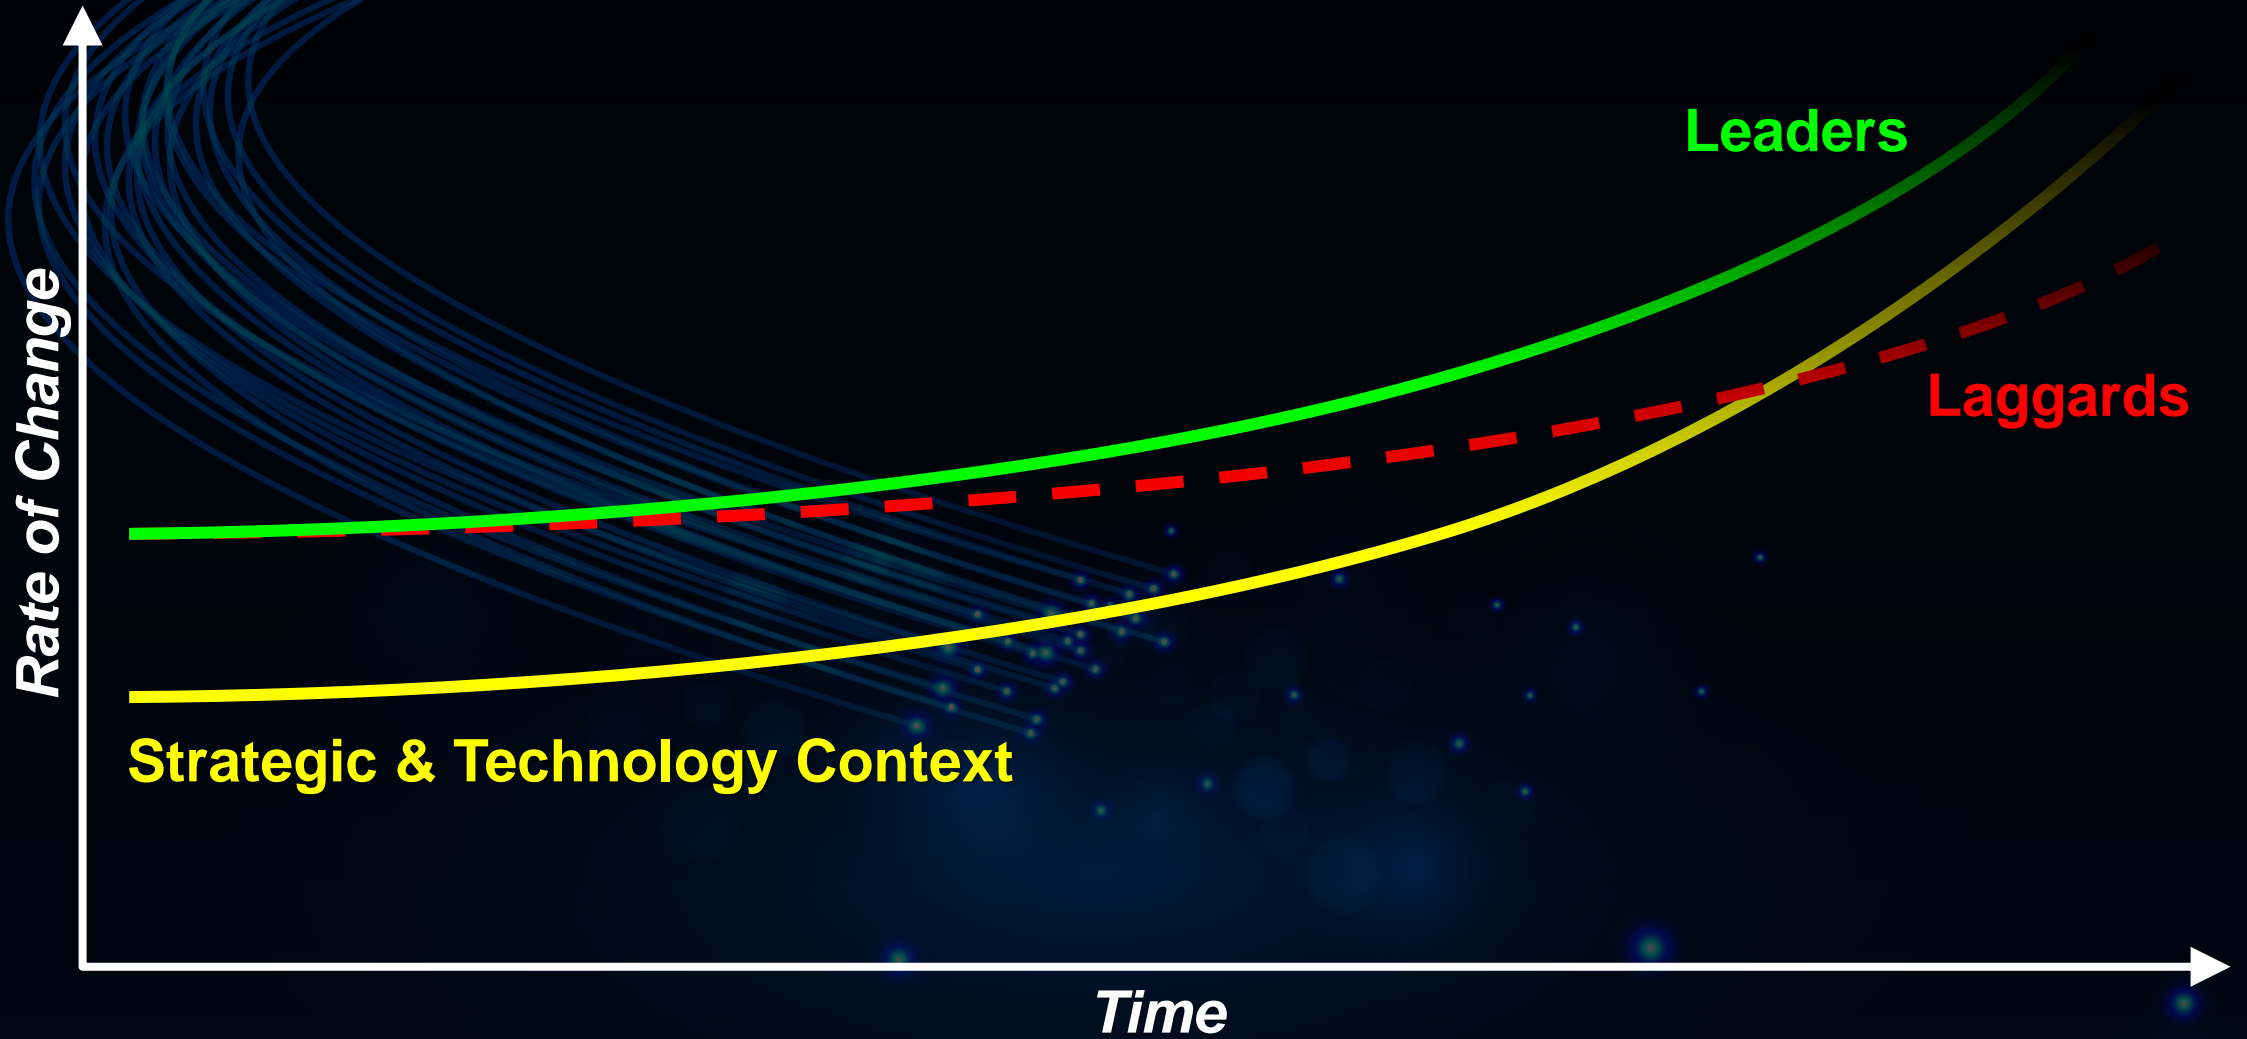 Leaders
Rate of Change
Laggards
Strategic & Technology Context
Time